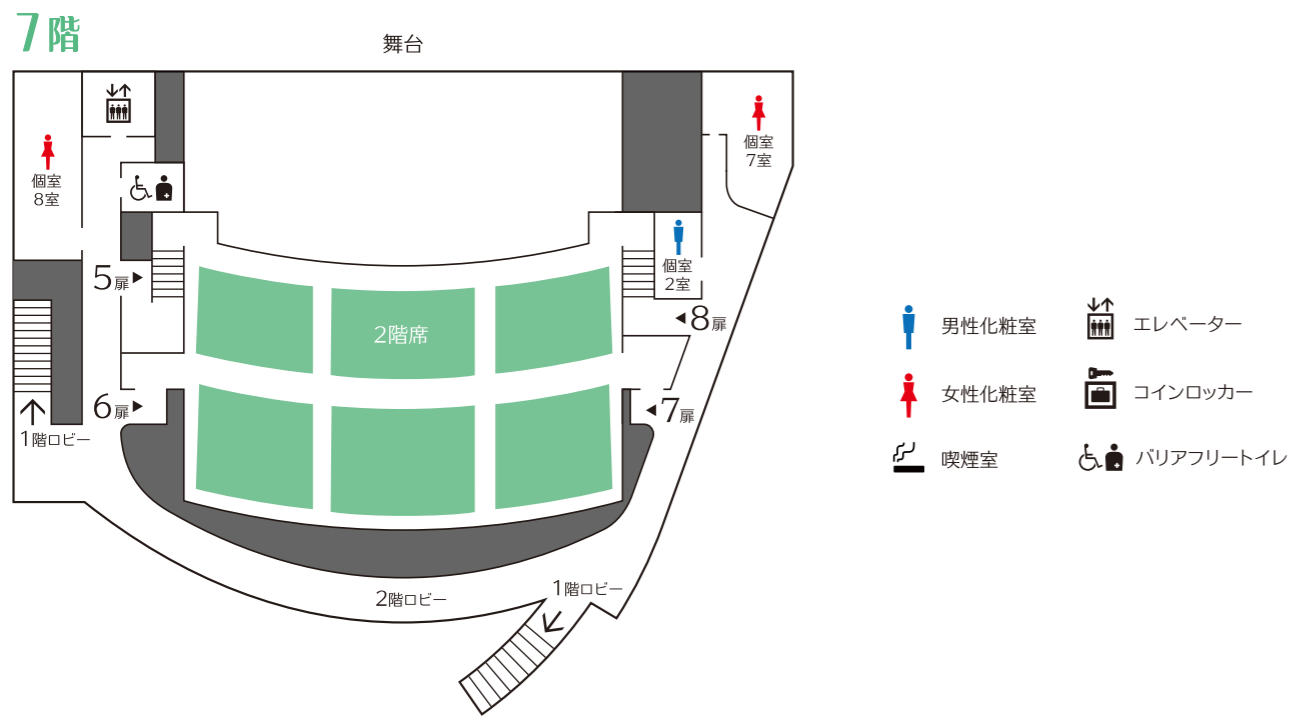 7階
舞台
個室
8室
個室
7室
個室
2室
5扉
2階席
8扉
6扉
7扉
1階ロビー
2階ロビー
1階ロビー
男性化粧室
エレベーター
女性化粧室
コインロッカー
喫煙室
バリアフリートイレ